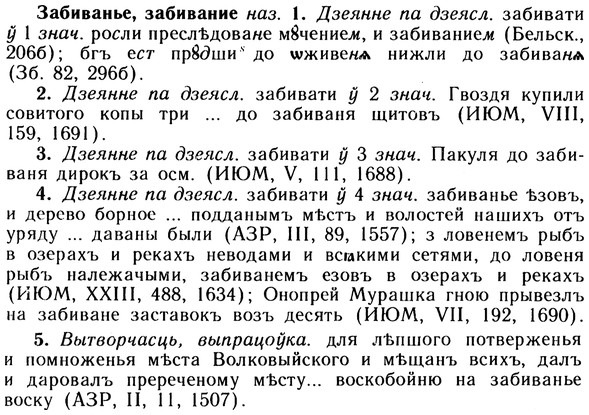 Забиванье, забивание наз. 1. Дзеянне па дзеясл. забивати
ў 1 знач. росли преслѣдоване мꙋчением, и забиванием (Бельск.,
206б); бгъ ест прꙋдши до ѡживенѧ нижли до забиванѧ
(Зб. 82, 296б).
2. Дзеянне па дзеясл. забивати ў 2 знач. Гвоздя купили
совитого копы три ... до забиваня щитовъ (ИЮМ, VIII,
159, 1691).
3. Дзеянне па дзеясл. забивати ў 3 знач. Пакуля до заби-
ваня дирокъ за осм. (ИЮМ, V, 111, 1688).
4. Дзеянне па дзеясл. забивати ў 4 знач. забиванье ѣзовъ,
и дерево борное ... подданымъ мѣстъ и волостей нашихъ отъ
уряду ... даваны были (АЗР, III, 89, 1557); з ловенемъ рыбъ
в озерахъ и рекахъ неводами и всꙗкими сетями, до ловеня
рыбъ належачыми, забиванемъ езовъ в озерахъ и рекахъ
(ИЮМ, XXIII, 488, 1634); Онопрей Мурашка гною прывезлъ
на забиване заставокъ возъ десять (ИЮМ, VII, 192, 1690).
5. Вытворчасць, выпрацоўка. для лѣпшого потверженья
и помноженья мѣста Волковыйского и мѣщанъ всихъ, далъ
и даровалъ пререченому мѣсту... воскобойню на забиванье
воску (АЗР, II, 11, 1507).